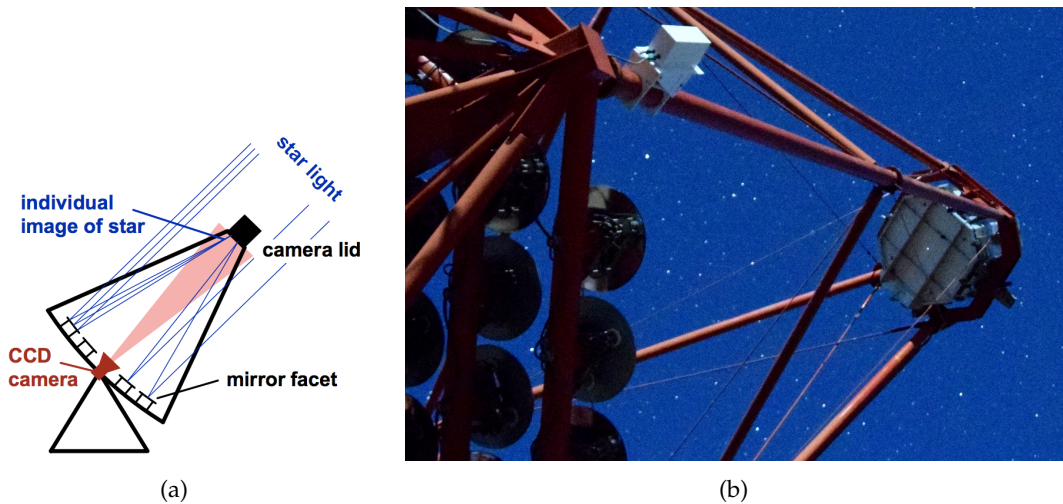 star light
individual
image of star
camera lid
CCD
camera
mirror facet
(a)
(b)